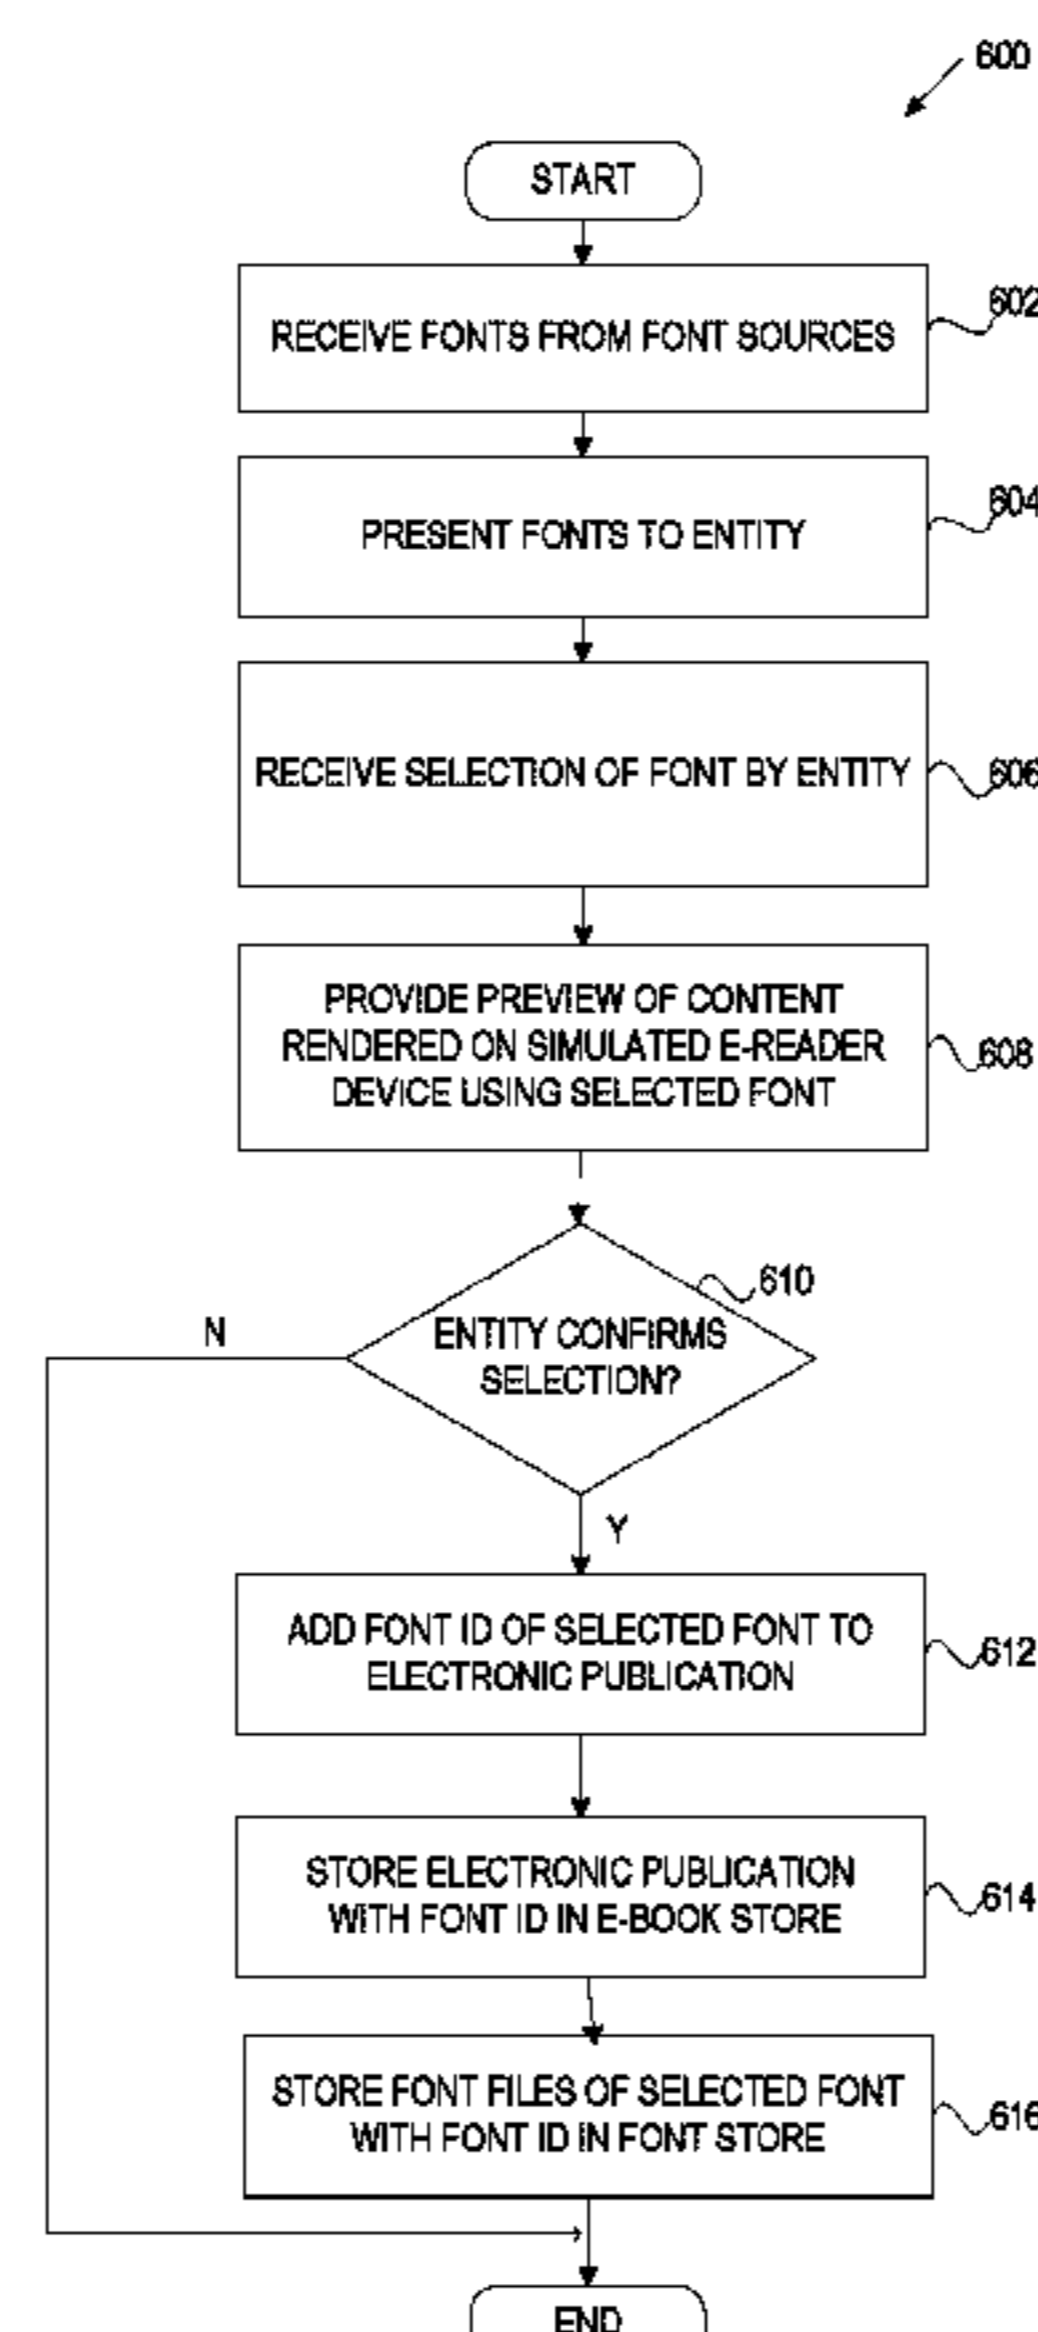 600
START
RECEIVE FONTS FROM FONT SOURCES
602
PRESENT FONTS TO ENTITY
604
RECEIVE SELECTION OF FONT BY ENTITY
606
PROVIDE PREVIEW OF CONTENT
RENDERED ON SIMULATED E-READER
DEVICE USING SELECTED FONT
608
610
N
ENTITY CONFIRMS
SELECTION?
Y
ADD FONT ID OF SELECTED FONT TO
ELECTRONIC PUBLICATION
612
STORE ELECTRONIC PUBLICATION
WITH FONT ID IN E-BOOK STORE
614
STORE FONT FILES OF SELECTED FONT
WITH FONT ID IN FONT STORE
616
END